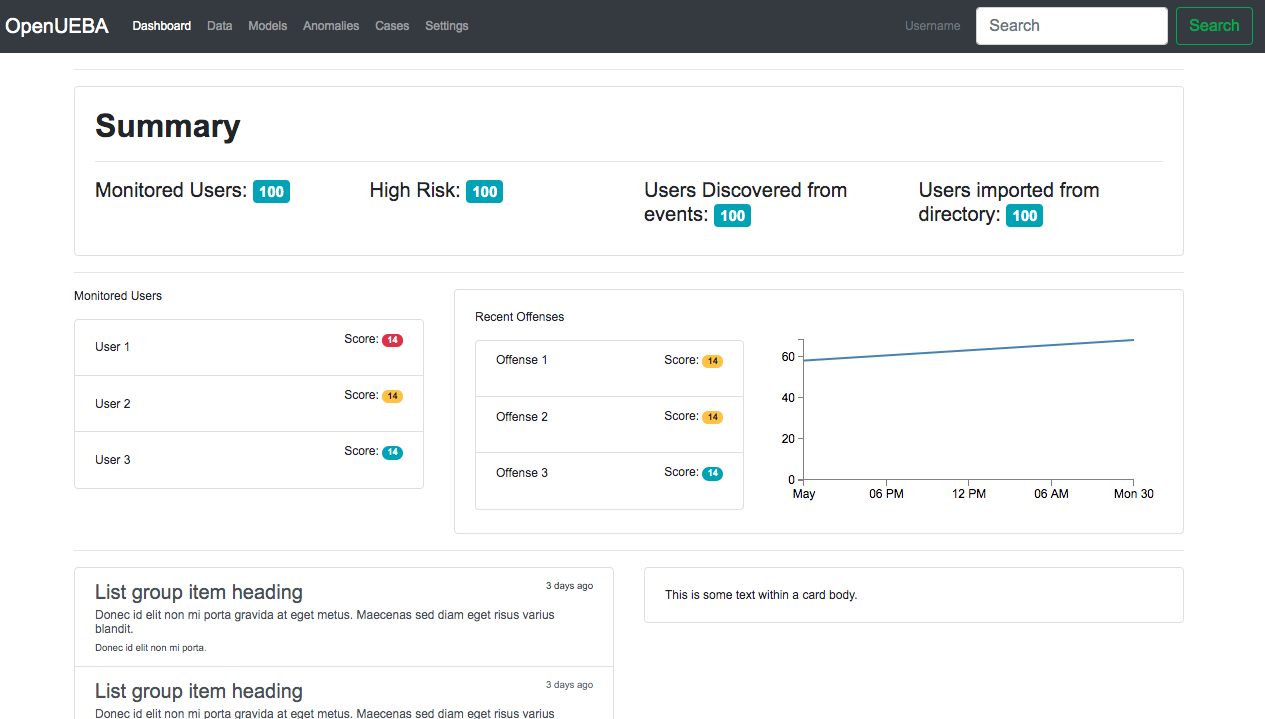 OpenUEBA Dashboard Data Models Anomalies Cases Settings Username Search Search
Summary
Monitored Users: 100
High Risk: 100
Users Discovered from
events: 100
Users imported from
directory: 100
Monitored Users
User 1 Score: 14
User 2 Score: 14
User 3 Score: 14
Recent Offenses
Offense 1 Score: 14
Offense 2 Score: 14
Offense 3 Score: 14
60
40
20
0
May 06 PM 12 PM 06 AM Mon 30
List group item heading 3 days ago
Donec id elit non mi porta gravida at eget metus. Maecenas sed diam eget risus varius
blandit.
Donec id elit non mi porta.
List group item heading 3 days ago
Donec id elit non mi porta gravida at eget metus. Maecenas sed diam eget risus varius
This is some text within a card body.